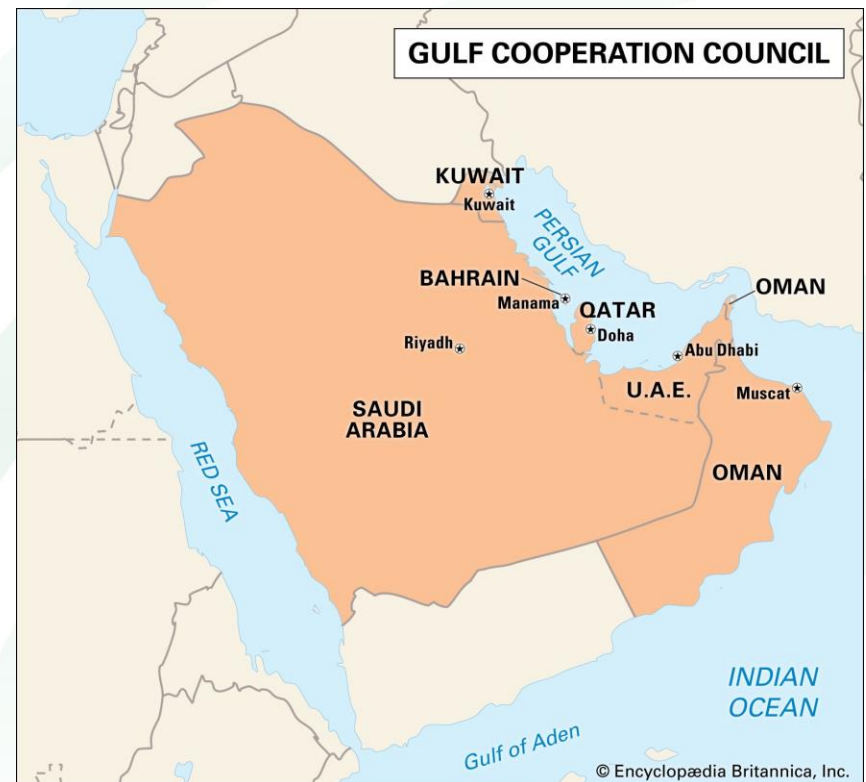 GULF COOPERATION COUNCIL
KUWAIT
Kuwait
PERSIAN
GULF
BAHRAIN
Manama
QATAR
Doha
OMAN
Riyadh
Abu Dhabi
U.A.E.
Muscat
SAUDI
ARABIA
OMAN
RED SEA
INDIAN
OCEAN
Gulf of Aden
© Encyclopædia Britannica, Inc.